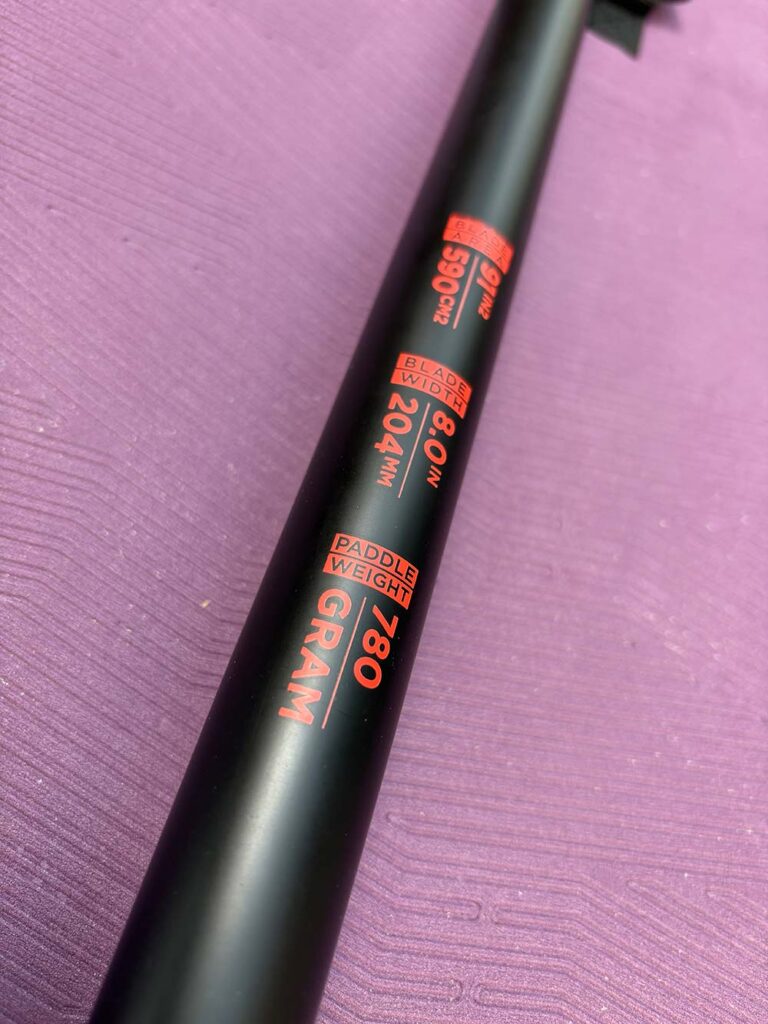 BLADE
AREA
91 IN2
590 CM2
BLADE
WIDTH
8.0 IN
204 MM
PADDLE
WEIGHT
780
GRAM